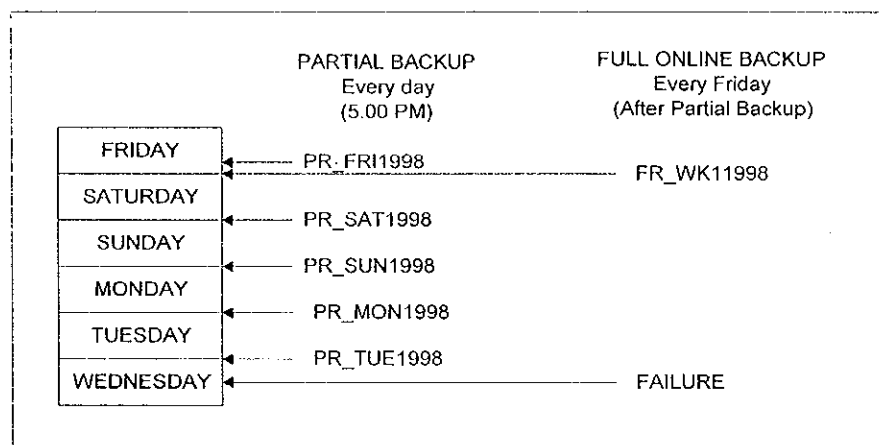 PARTIAL BACKUP
Every day
(5.00 PM)
FULL ONLINE BACKUP
Every Friday
(After Partial Backup)
FRIDAY
PR_FRI1998
FR_WK11998
SATURDAY
PR_SAT1998
SUNDAY
PR_SUN1998
MONDAY
PR_MON1998
TUESDAY
PR_TUE1998
WEDNESDAY
FAILURE